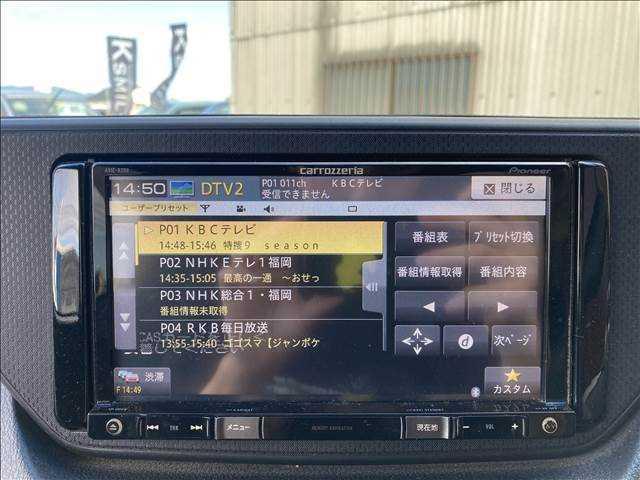 K SMILE
carrozzeria
Pioneer
14:50 DTV2 P01 011ch KBCテレビ
受信できません
閉じる
ユーザープリセット
P01 KBCテレビ
14:48-15:46 特捜9 season
P02 NHKEテレ1福岡
14:35-15:05 最高の一週 ~おせっ
P03 NHK総合1・福岡
番組情報未取得
P04 RKB毎日放送
13:55-15:40 ゴゴスマ【ジャンポケ
番組表 プリセット切換
番組情報取得 番組内容
d 次ページ
渋滞
F 14:49
カスタム
TRK メニュー 現在地 - VOL +